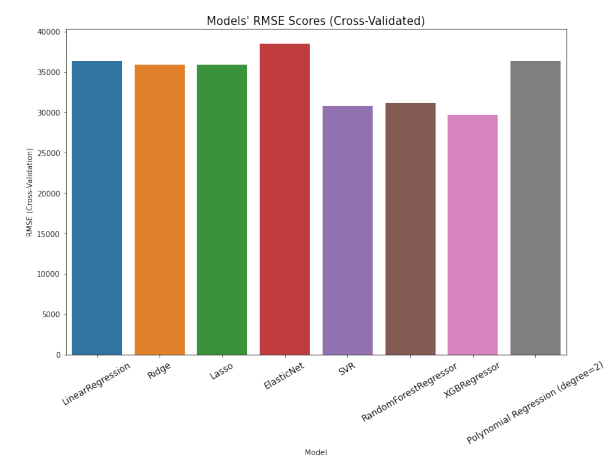 Models' RMSE Scores (Cross-Validated)
RMSE (Cross-Validation)
40000
35000
30000
25000
20000
15000
10000
5000
0
LinearRegression
Ridge
Lasso
ElasticNet
SVR
RandomForestRegressor
XGBRegressor
Polynomial Regression (degree=2)
Model